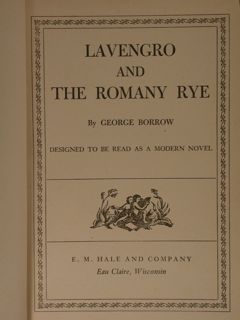 LAVENGRO
AND
THE ROMANY RYE
By GEORGE BORROW
DESIGNED TO BE READ AS A MODERN NOVEL
E. M. HALE AND COMPANY
Eau Claire, Wisconsin